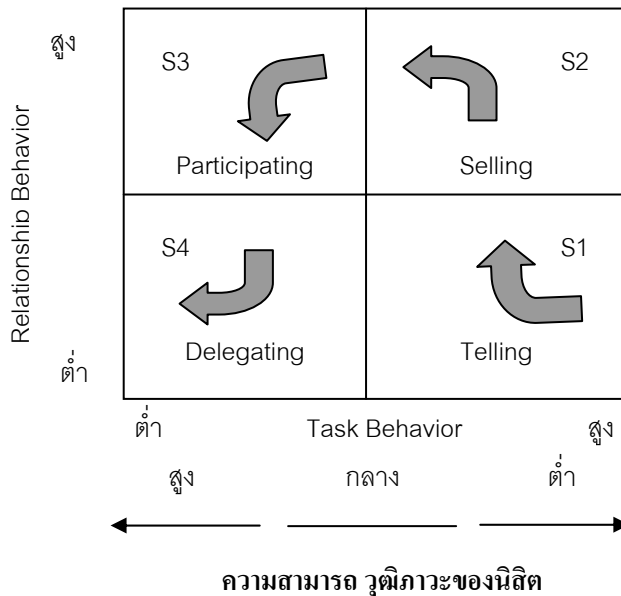 สูง
S3
S2
Participating
Selling
Relationship Behavior
S4
S1
Delegating
Telling
ต่ำ
ต่ำ Task Behavior สูง
สูง กลาง ต่ำ
ความสามารถ วุฒิภาวะของนิสิต